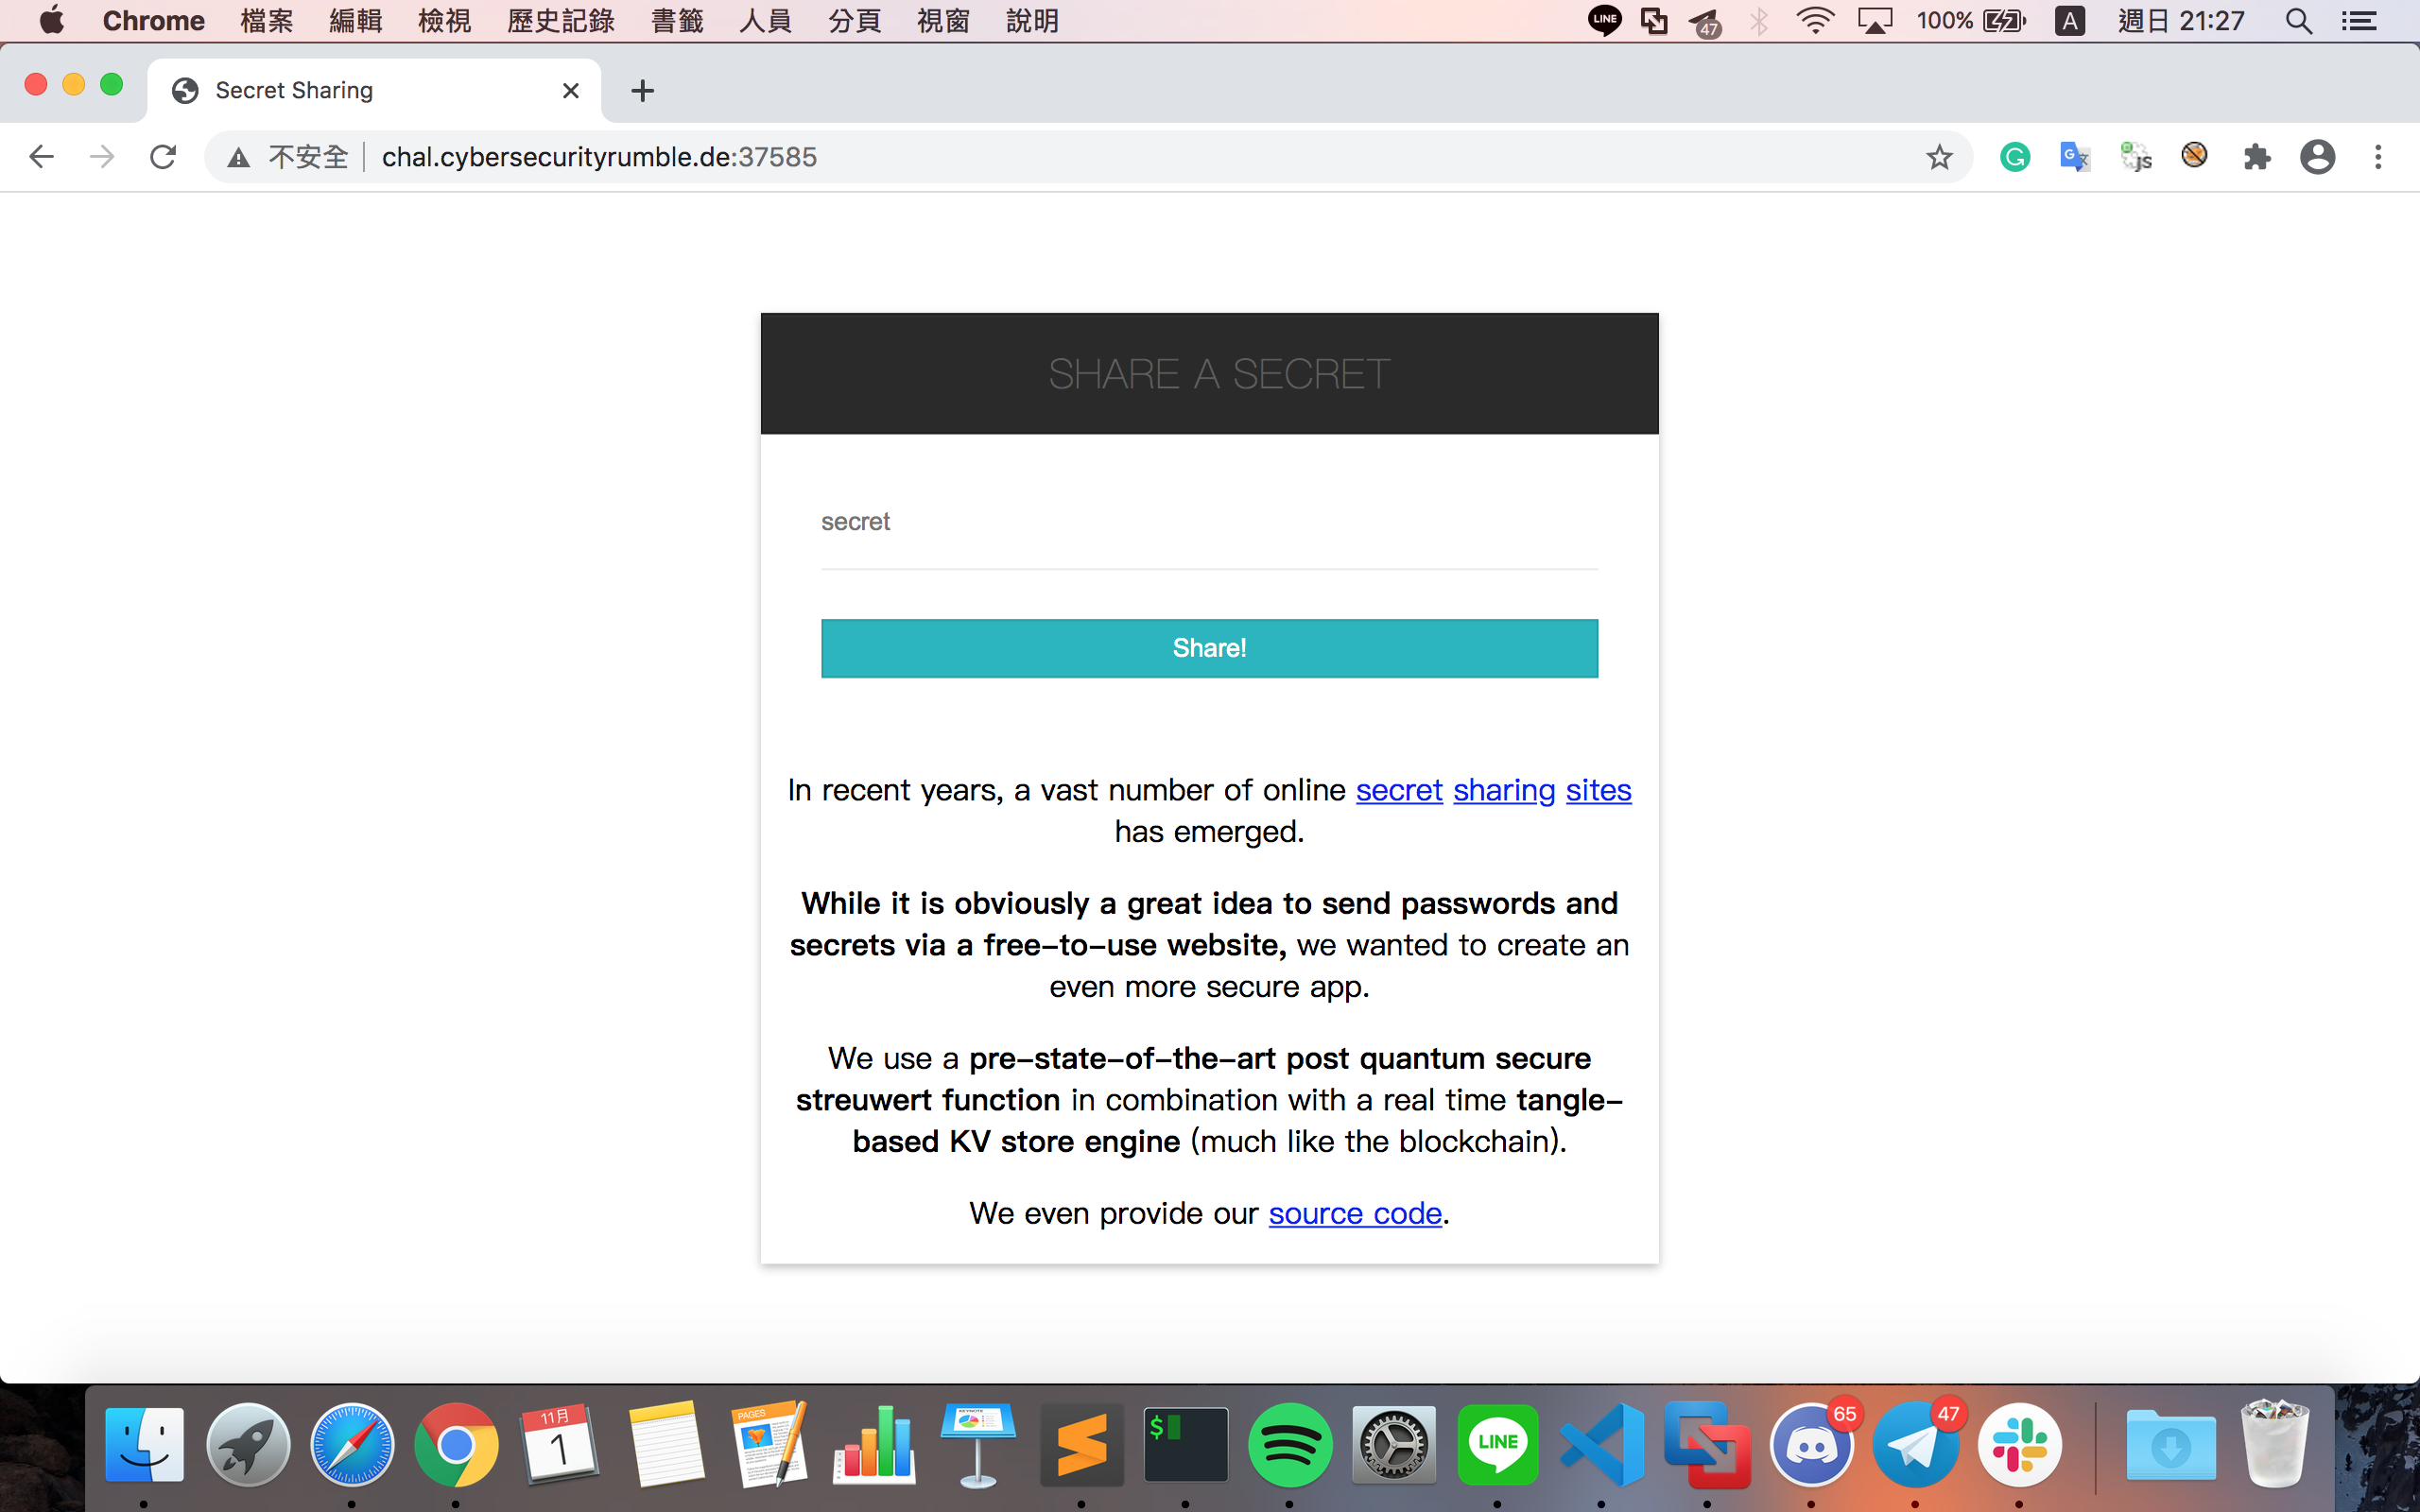 Chrome 檔案 編輯 檢視 歷史記錄 書籤 人員 分頁 視窗 說明 LINE 47 100% A 週日 21:27
Secret Sharing
不安全 chal.cybersecurityrumble.de:37585
SHARE A SECRET
secret
Share!
In recent years, a vast number of online secret sharing sites
has emerged.
While it is obviously a great idea to send passwords and
secrets via a free-to-use website, we wanted to create an
even more secure app.
We use a pre-state-of-the-art post quantum secure
streuwert function in combination with a real time tangle-
based KV store engine (much like the blockchain).
We even provide our source code.
11月
1
PAGES
KEYNOTE
$
LINE
65
47